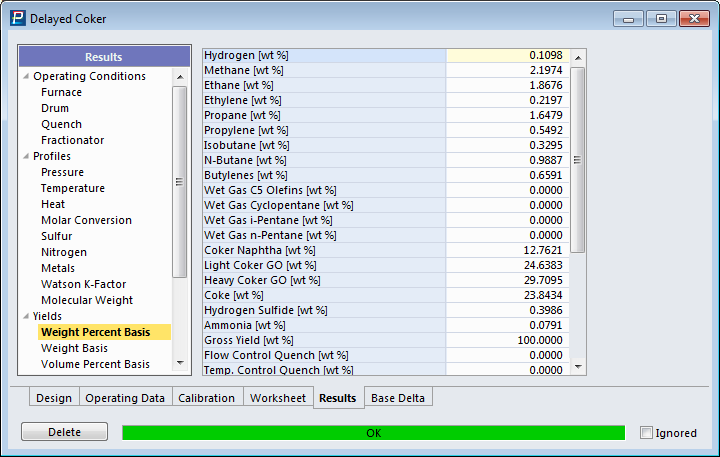 Delayed Coker
Results
Operating Conditions
Furnace
Drum
Quench
Fractionator
Profiles
Pressure
Temperature
Heat
Molar Conversion
Sulfur
Nitrogen
Metals
Watson K-Factor
Molecular Weight
Yields
Weight Percent Basis
Weight Basis
Volume Percent Basis
Hydrogen [wt %] 0.1098
Methane [wt %] 2.1974
Ethane [wt %] 1.8676
Ethylene [wt %] 0.2197
Propane [wt %] 1.6479
Propylene [wt %] 0.5492
Isobutane [wt %] 0.3295
N-Butane [wt %] 0.9887
Butylenes [wt %] 0.6591
Wet Gas C5 Olefins [wt %] 0.0000
Wet Gas Cyclopentane [wt %] 0.0000
Wet Gas i-Pentane [wt %] 0.0000
Wet Gas n-Pentane [wt %] 0.0000
Coker Naphtha [wt %] 12.7621
Light Coker GO [wt %] 24.6383
Heavy Coker GO [wt %] 29.7095
Coke [wt %] 23.8434
Hydrogen Sulfide [wt %] 0.3986
Ammonia [wt %] 0.0791
Gross Yield [wt %] 100.0000
Flow Control Quench [wt %] 0.0000
Temp. Control Quench [wt %] 0.0000
Design Operating Data Calibration Worksheet Results Base Delta
Delete OK Ignored